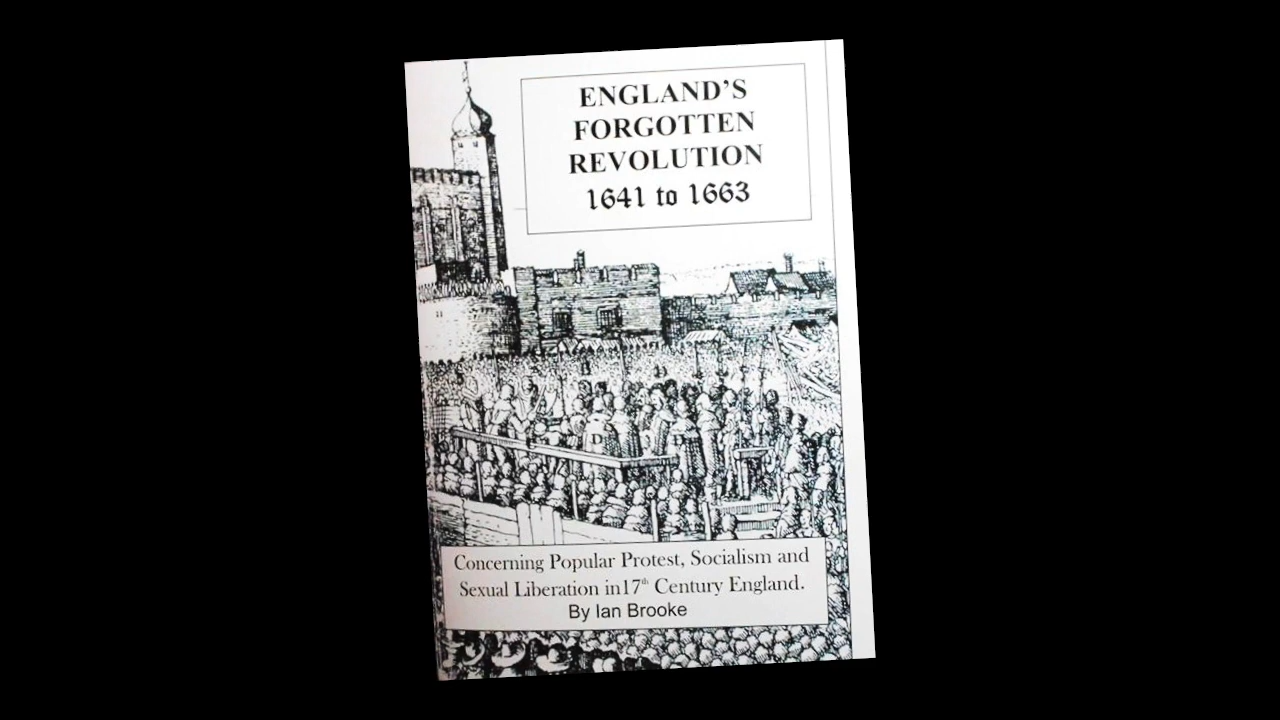 ENGLAND'S
FORGOTTEN
REVOLUTION
1641 to 1663
D
Concerning Popular Protest, Socialism and
Sexual Liberation in17th Century England.
By Ian Brooke